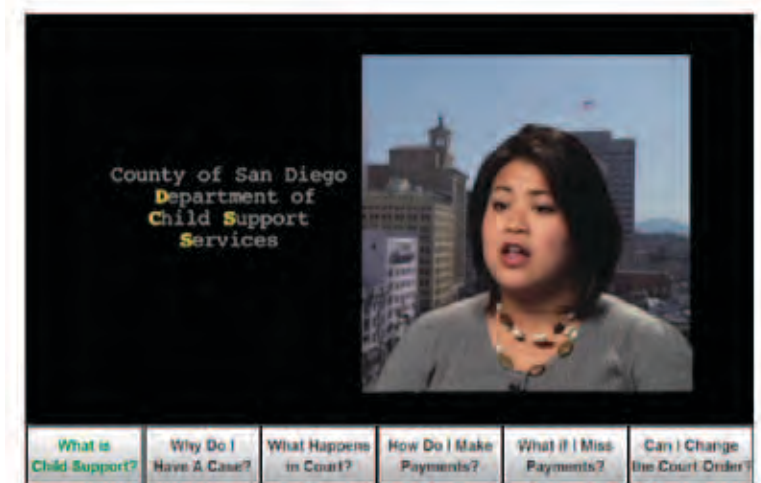 County of San Diego
Department of
Child Support
Services
What is
Child Support?
Why Do I
Have A Case?
What Happens
in Court?
How Do I Make
Payments?
What if I Miss
Payments?
Can I Change
the Court Order?